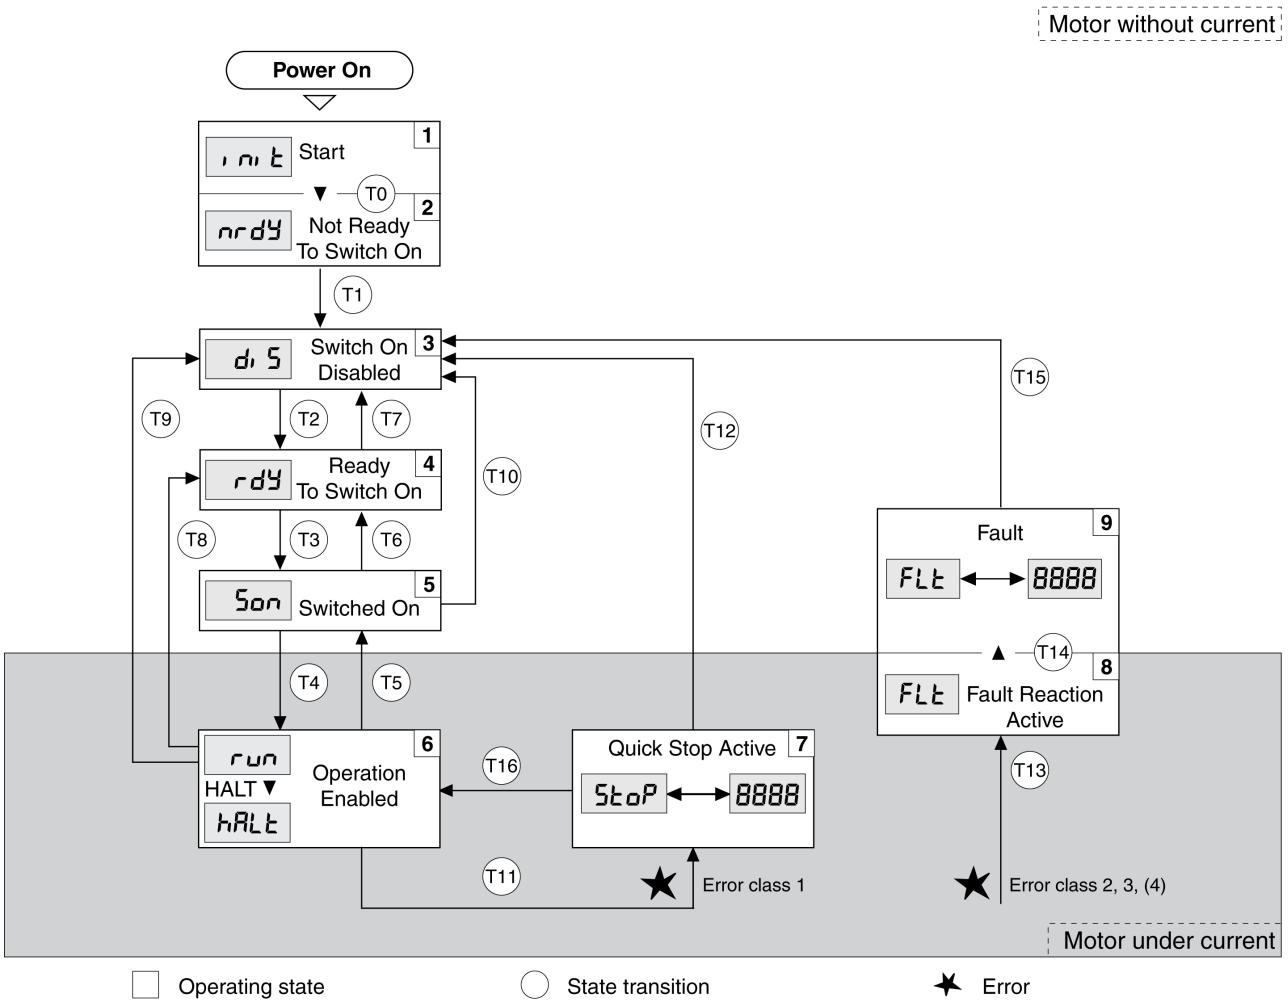 Motor without current
Power On
1
init
Start
T0
2
nrdy
Not Ready
To Switch On
T1
3
diS
Switch On
Disabled
T9
T2
T7
T10
T12
T15
4
rdy
Ready
To Switch On
T8
T3
T6
5
Son
Switched On
T4
T5
6
run
HALT
hALt
Operation
Enabled
T16
T11
7
Quick Stop Active
StoP
8888
Error class 1
9
Fault
FLt
8888
T14
8
FLt
Fault Reaction
Active
T13
Error class 2, 3, (4)
Motor under current
Operating state
State transition
Error